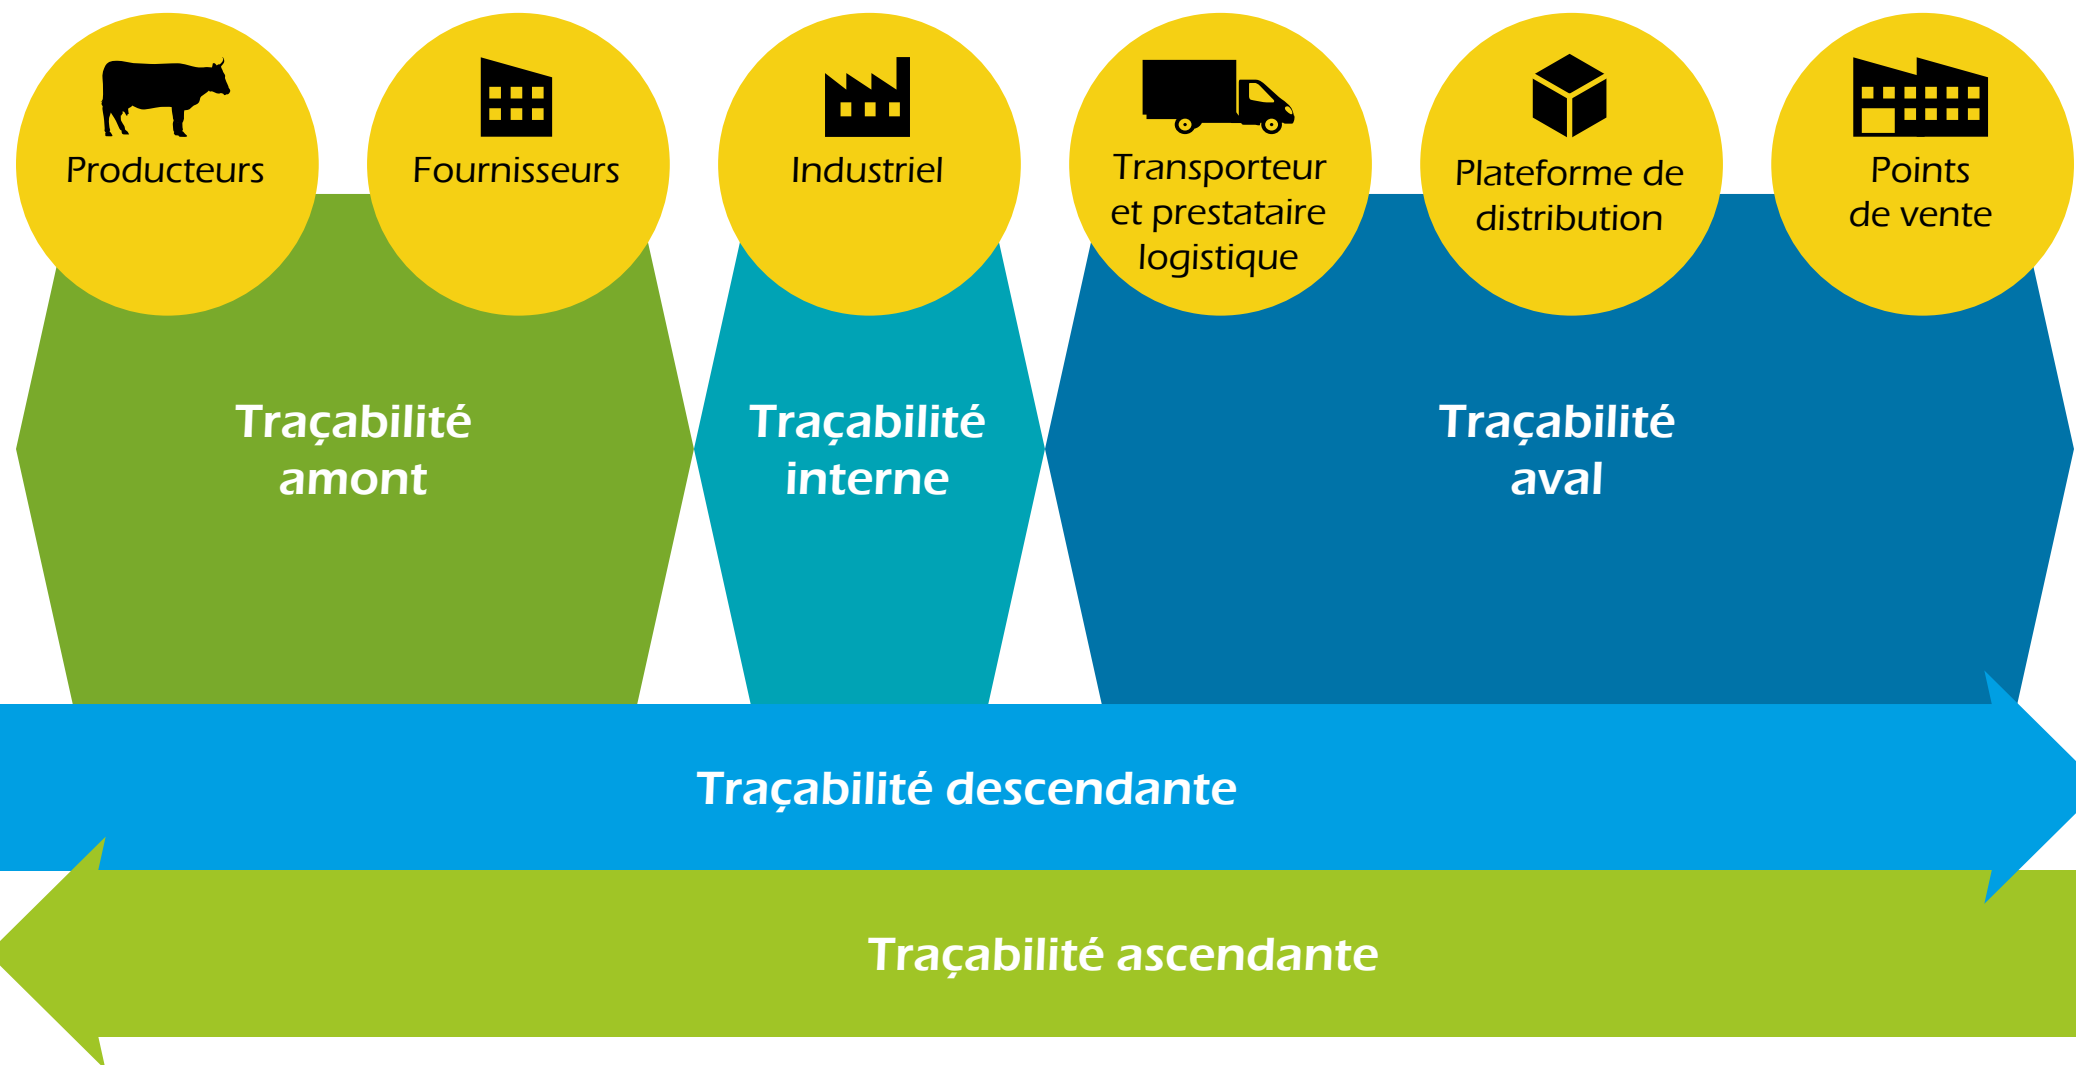 Producteurs
Fournisseurs
Industriel
Transporteur
et prestataire
logistique
Plateforme de
distribution
Points
de vente
Traçabilité
amont
Traçabilité
interne
Traçabilité
aval
Traçabilité descendante
Traçabilité ascendante